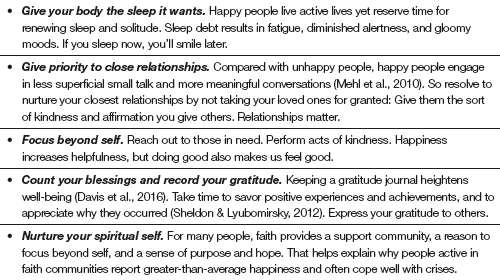 • Give your body the sleep it wants. Happy people live active lives yet reserve time for
renewing sleep and solitude. Sleep debt results in fatigue, diminished alertness, and gloomy
moods. If you sleep now, you'll smile later.
• Give priority to close relationships. Compared with unhappy people, happy people engage
in less superficial small talk and more meaningful conversations (Mehl et al., 2010). So resolve to
nurture your closest relationships by not taking your loved ones for granted: Give them the sort
of kindness and affirmation you give others. Relationships matter.
• Focus beyond self. Reach out to those in need. Perform acts of kindness. Happiness
increases helpfulness, but doing good also makes us feel good.
• Count your blessings and record your gratitude. Keeping a gratitude journal heightens
well-being (Davis et al., 2016). Take time to savor positive experiences and achievements, and to
appreciate why they occurred (Sheldon & Lyubomirsky, 2012). Express your gratitude to others.
• Nurture your spiritual self. For many people, faith provides a support community, a reason to
focus beyond self, and a sense of purpose and hope. That helps explain why people active in
faith communities report greater-than-average happiness and often cope well with crises.